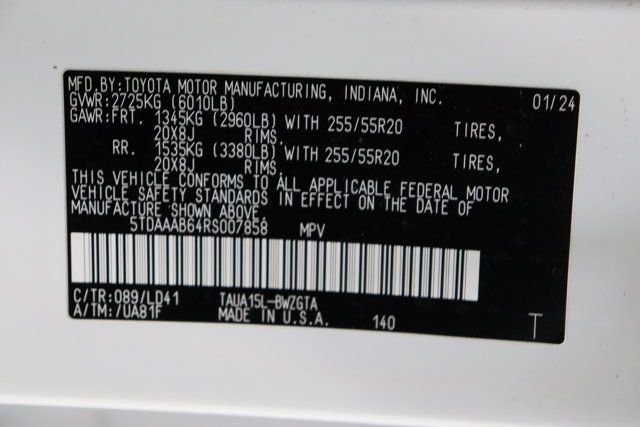 MFD.BY:TOYOTA MOTOR MANUFACTURING, INDIANA, INC. 01/24
GVWR:2725KG (6010LB)
GAWR:FRT. 1345KG (2960LB) WITH 255/55R20 TIRES,
20X8J RIMS,
RR. 1535KG (3380LB) WITH 255/55R20 TIRES,
20X8J RIMS.
THIS VEHICLE CONFORMS TO ALL APPLICABLE FEDERAL MOTOR
VEHICLE SAFETY STANDARDS IN EFFECT ON THE DATE OF
MANUFACTURE SHOWN ABOVE.
5TDAAAB64RS007858 MPV
C/TR:089/LD41 TAUA15L-BWZGTA
A/TM:/UA81F MADE IN U.S.A. 140 T